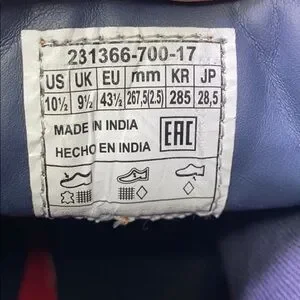 231366-700-17
US UK EU mm KR JP
10½ 9½ 43½ 267,5(2.5) 285 28,5
MADE IN INDIA
HECHO EN INDIA
EAC